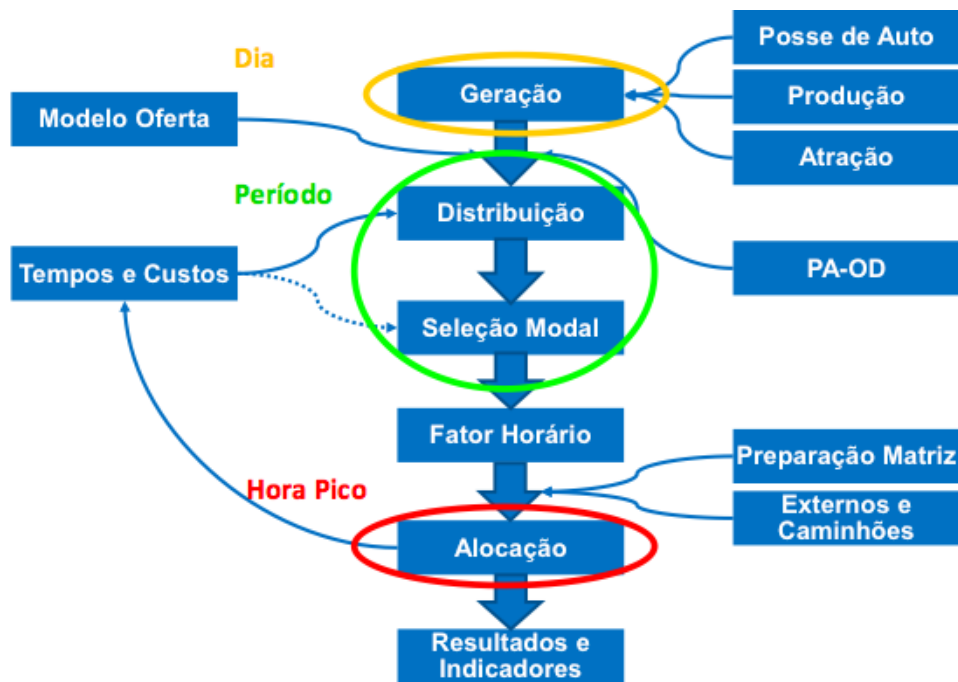 Dia
Posse de Auto
Geração
Produção
Modelo Oferta
Atração
Período
Distribuição
Tempos e Custos
PA-OD
Seleção Modal
Fator Horário
Preparação Matriz
Hora Pico
Externos e
Caminhões
Alocação
Resultados e
Indicadores